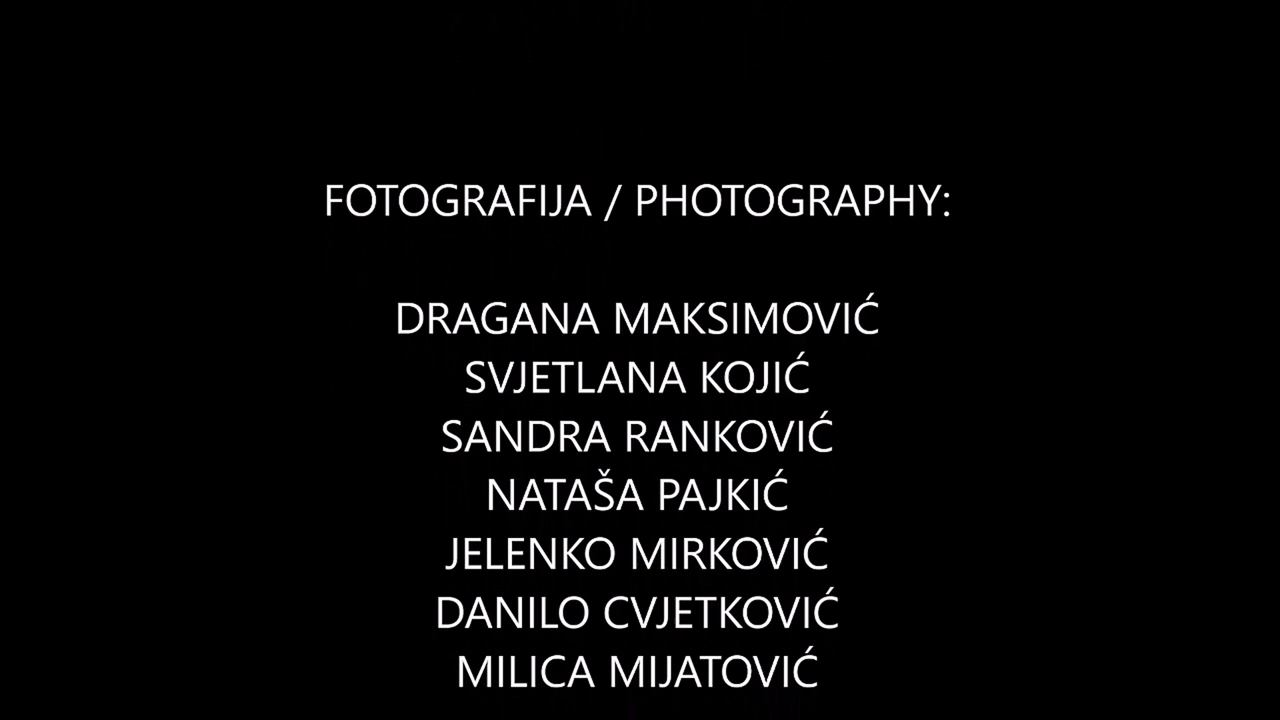 FOTOGRAFIJA / PHOTOGRAPHY:
DRAGANA MAKSIMOVIĆ
SVJETLANA KOJIĆ
SANDRA RANKOVIĆ
NATAŠA PAJKIĆ
JELENKO MIRKOVIĆ
DANILO CVJETKOVIĆ
MILICA MIJATOVIĆ